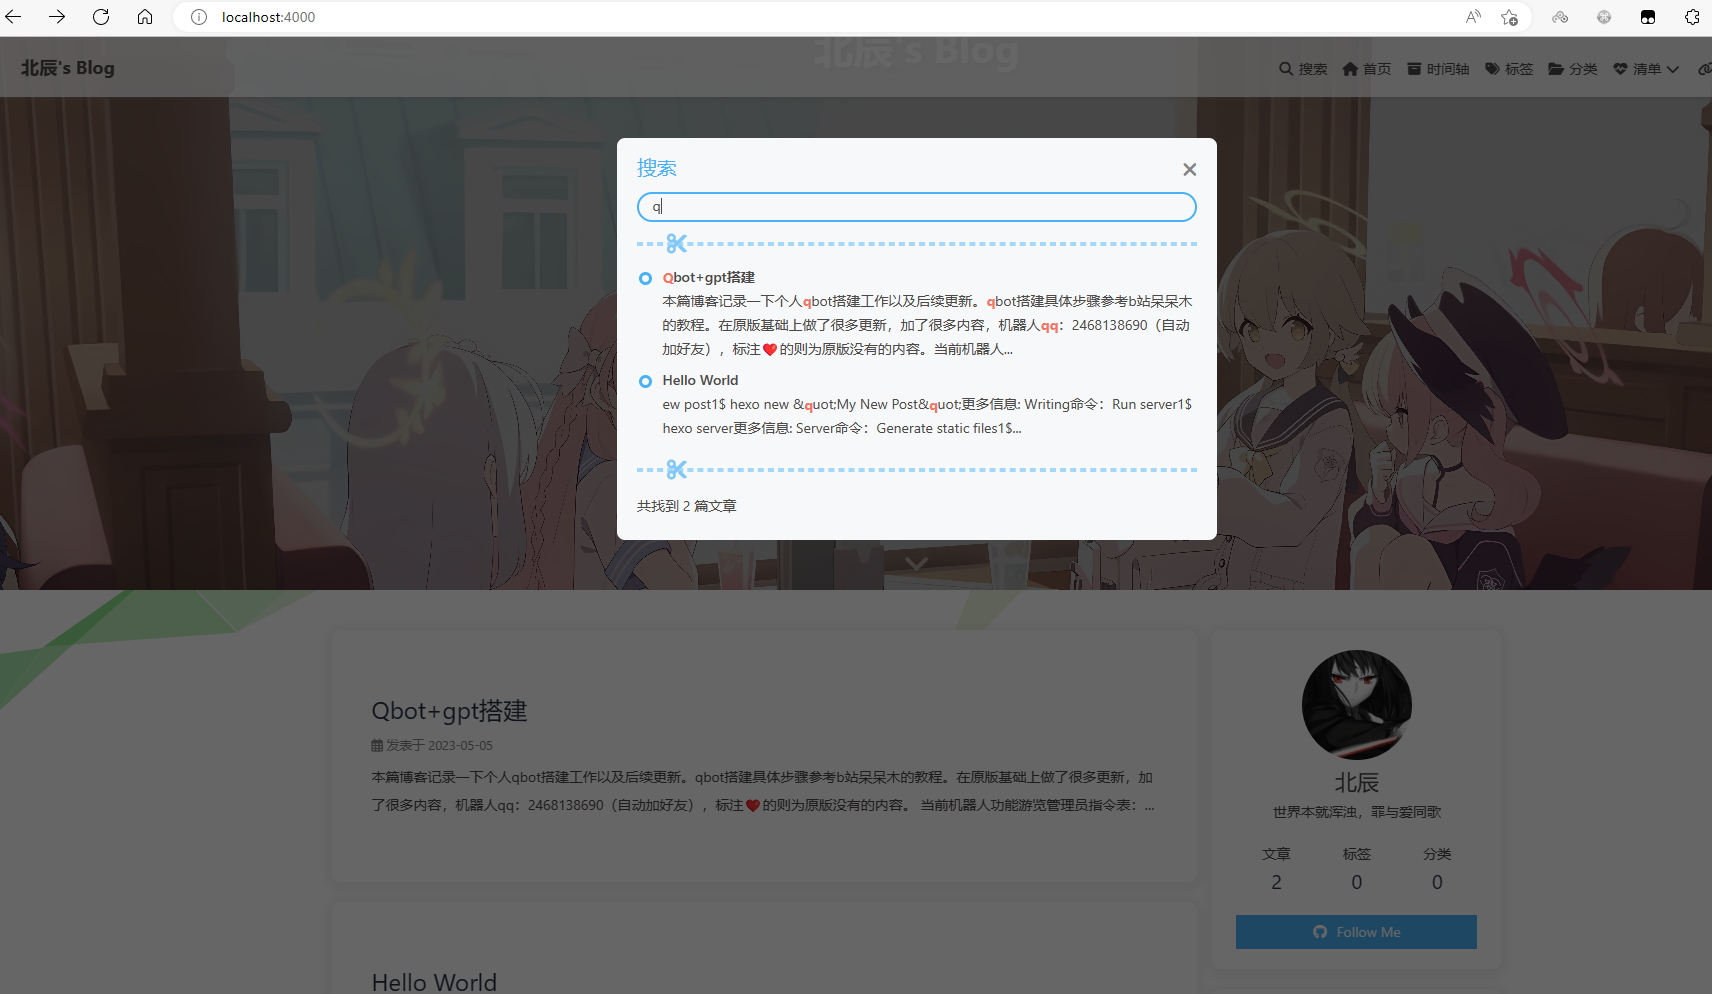 localhost:4000
北辰's Blog
北辰's Blog
搜索 首页 时间轴 标签 分类 清单
搜索
q
Qbot+gpt搭建
本篇博客记录一下个人qbot搭建工作以及后续更新。qbot搭建具体步骤参考b站呆呆木
的教程。在原版基础上做了很多更新，加了很多内容，机器人qq：2468138690（自动
加好友），标注❤️的则为原版没有的内容。当前机器人...
Hello World
ew post1$ hexo new &quot;My New Post&quot;更多信息: Writing命令：Run server1$
hexo server更多信息: Server命令：Generate static files1$...
共找到 2 篇文章
Qbot+gpt搭建
发表于 2023-05-05
本篇博客记录一下个人qbot搭建工作以及后续更新。qbot搭建具体步骤参考b站呆呆木的教程。在原版基础上做了很多更新，加
了很多内容，机器人qq：2468138690（自动加好友），标注❤️的则为原版没有的内容。 当前机器人功能游览管理员指令表：...
Hello World
北辰
世界本就浑浊，罪与爱同歌
文章 标签 分类
2 0 0
Follow Me